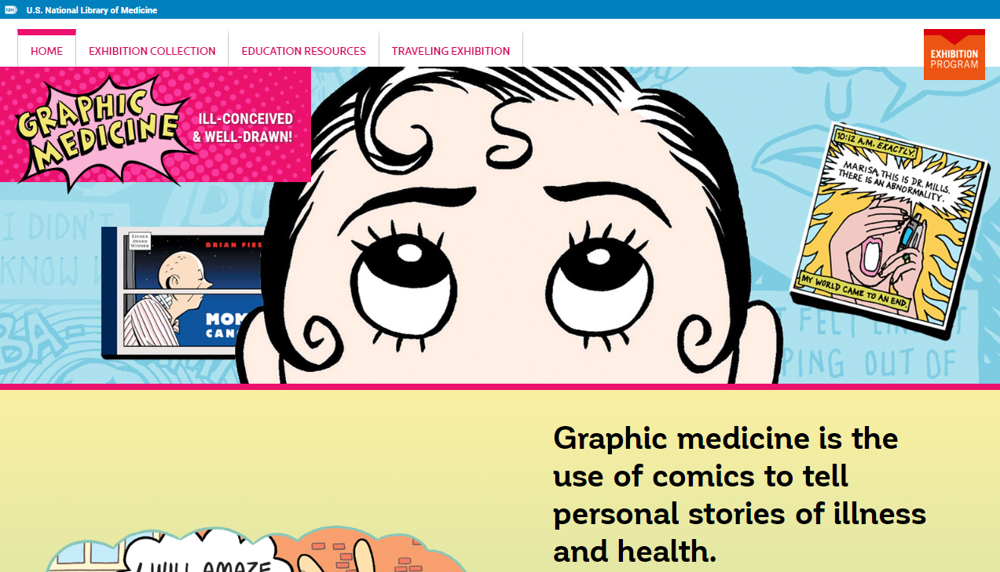 NIH
U.S. National Library of Medicine
HOME
EXHIBITION COLLECTION
EDUCATION RESOURCES
TRAVELING EXHIBITION
EXHIBITION
PROGRAM
GRAPHIC
MEDICINE
ILL-CONCEIVED
& WELL-DRAWN!
I DIDN'T
KNOW
BA-
EISNER
AWARD
WINNER
BRIAN FIES
MOM
CAN
10:12 A.M. EXACTLY.
MARISA, THIS IS DR. MILLS.
THERE IS AN ABNORMALITY.
MY WORLD CAME TO AN END.
FELT
PING OUT OF
Graphic medicine is the
use of comics to tell
personal stories of illness
and health.
I WILL AMAZE